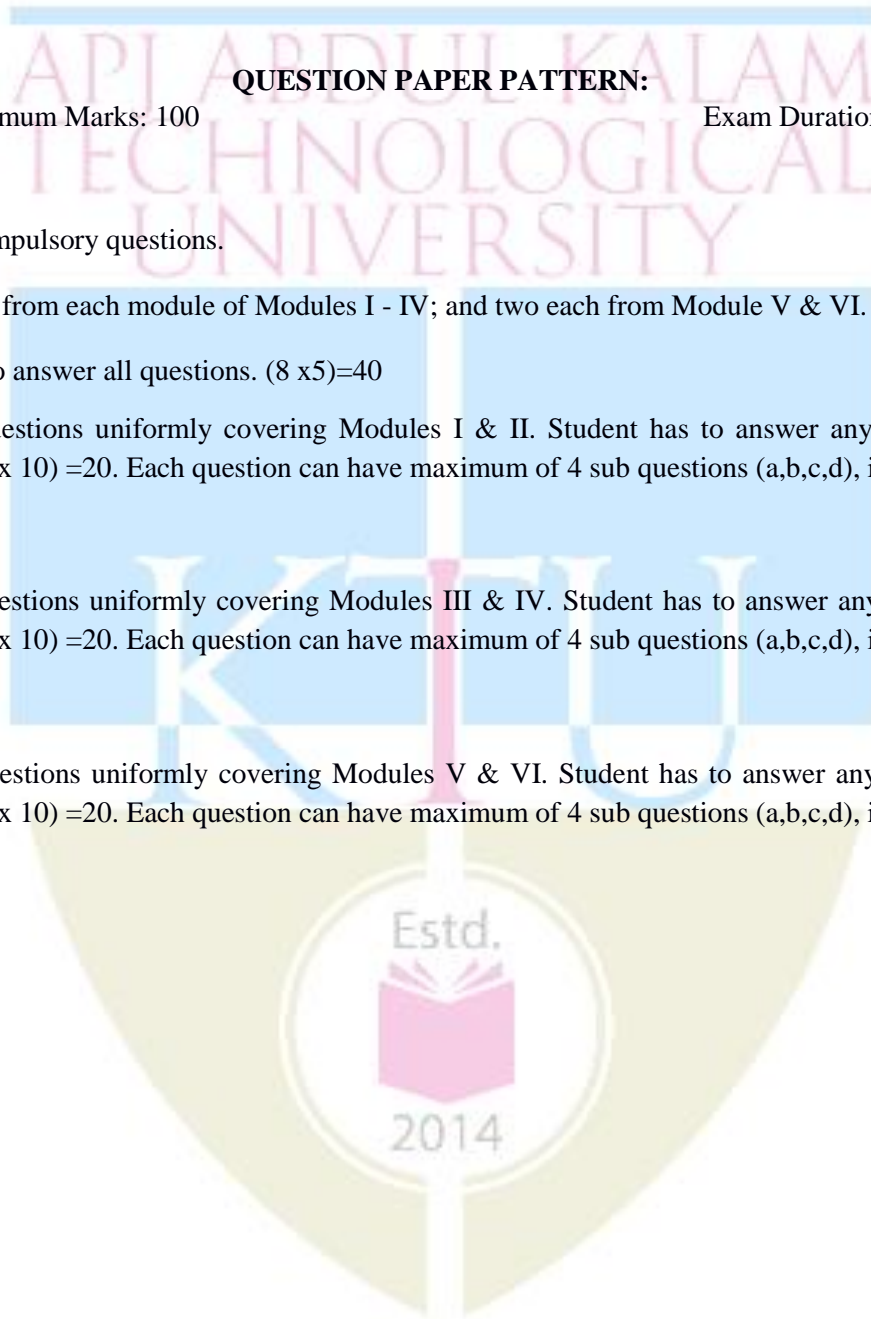 API ABDUL KALAM
TECHNOLOGICAL
UNIVERSITY
QUESTION PAPER PATTERN:
mum Marks: 100 Exam Duration
mpulsory questions.
from each module of Modules I - IV; and two each from Module V & VI.
o answer all questions. (8 x5)=40
estions uniformly covering Modules I & II. Student has to answer any
x 10) =20. Each question can have maximum of 4 sub questions (a,b,c,d), i
estions uniformly covering Modules III & IV. Student has to answer any
x 10) =20. Each question can have maximum of 4 sub questions (a,b,c,d), i
KTU
estions uniformly covering Modules V & VI. Student has to answer any
x 10) =20. Each question can have maximum of 4 sub questions (a,b,c,d), i
Estd.
2014